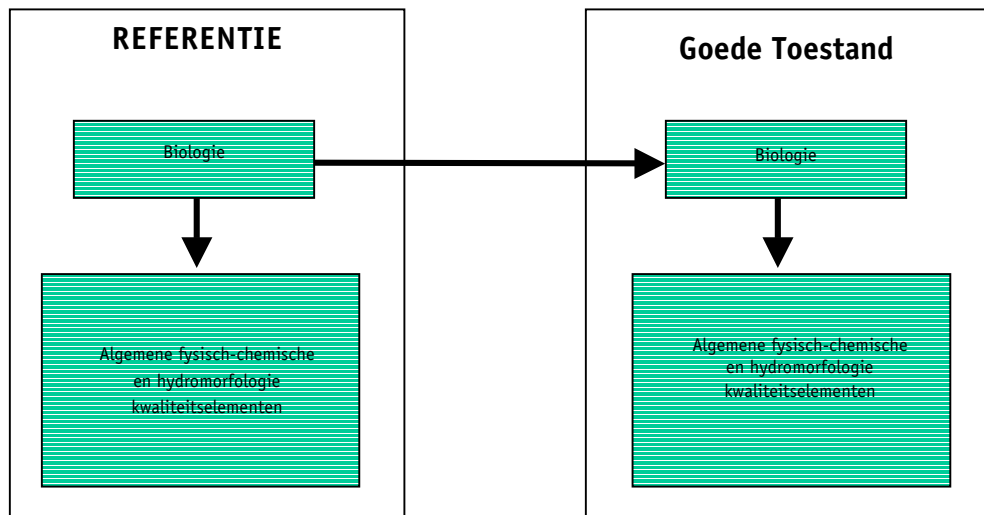 REFERENTIE
Biologie
Algemene fysisch-chemische
en hydromorfologie
kwaliteitselementen
Goede Toestand
Biologie
Algemene fysisch-chemische
en hydromorfologie
kwaliteitselementen